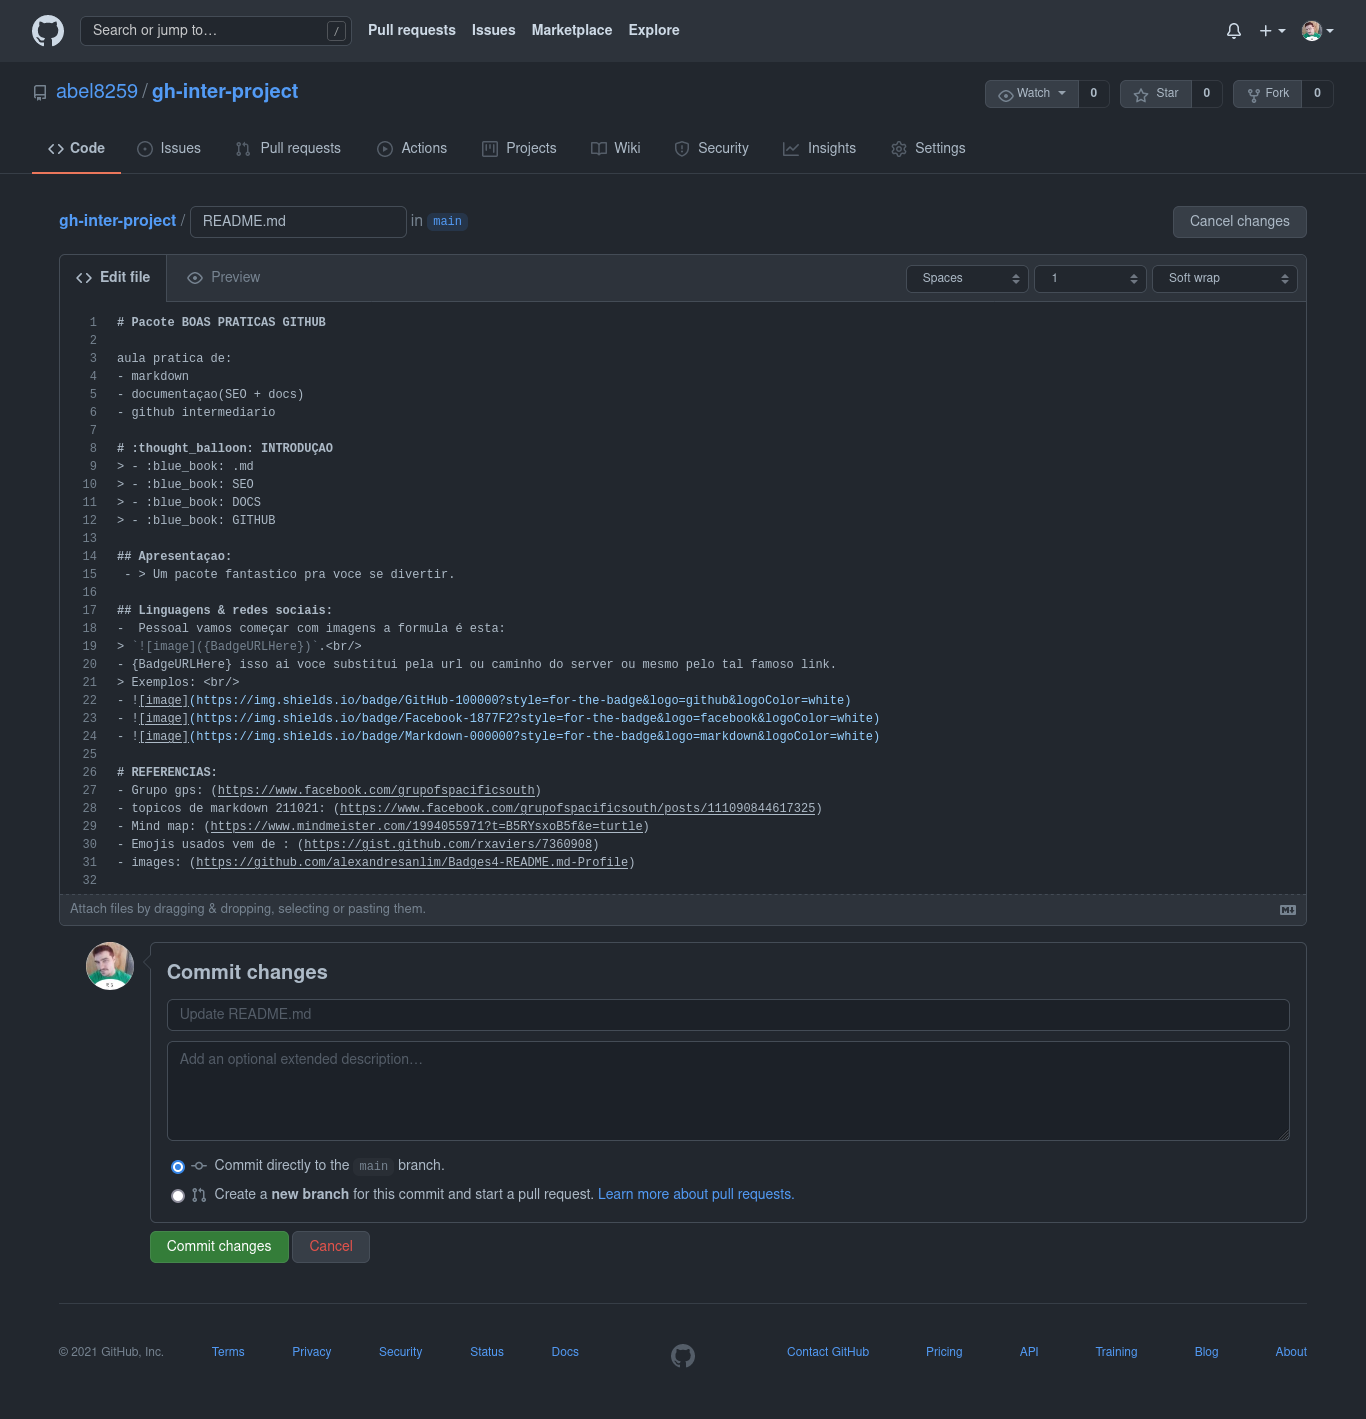 Search or jump to… /
Pull requests Issues Marketplace Explore
abel8259 / gh-inter-project
Watch 0 Star 0 Fork 0
Code Issues Pull requests Actions Projects Wiki Security Insights Settings
gh-inter-project / README.md in main Cancel changes
Edit file Preview Spaces 1 Soft wrap
1 # Pacote BOAS PRATICAS GITHUB
2
3 aula pratica de:
4 - markdown
5 - documentaçao(SEO + docs)
6 - github intermediario
7
8 # :thought_balloon: INTRODUÇAO
9 > - :blue_book: .md
10 > - :blue_book: SEO
11 > - :blue_book: DOCS
12 > - :blue_book: GITHUB
13
14 ## Apresentaçao:
15  - > Um pacote fantastico pra voce se divertir.
16
17 ## Linguagens & redes sociais:
18 -  Pessoal vamos começar com imagens a formula é esta:
19 > `![image]({BadgeURLHere})`.<br/>
20 - {BadgeURLHere} isso ai voce substitui pela url ou caminho do server ou mesmo pelo tal famoso link.
21 > Exemplos: <br/>
22 - ![image](https://img.shields.io/badge/GitHub-100000?style=for-the-badge&logo=github&logoColor=white)
23 - ![image](https://img.shields.io/badge/Facebook-1877F2?style=for-the-badge&logo=facebook&logoColor=white)
24 - ![image](https://img.shields.io/badge/Markdown-000000?style=for-the-badge&logo=markdown&logoColor=white)
25
26 # REFERENCIAS:
27 - Grupo gps: (https://www.facebook.com/grupofspacificsouth)
28 - topicos de markdown 211021: (https://www.facebook.com/grupofspacificsouth/posts/111090844617325)
29 - Mind map: (https://www.mindmeister.com/1994055971?t=B5RYsxoB5f&e=turtle)
30 - Emojis usados vem de : (https://gist.github.com/rxaviers/7360908)
31 - images: (https://github.com/alexandresanlim/Badges4-README.md-Profile)
32
Attach files by dragging & dropping, selecting or pasting them.
Commit changes
Update README.md
Add an optional extended description…
Commit directly to the main branch.
Create a new branch for this commit and start a pull request. Learn more about pull requests.
Commit changes Cancel
© 2021 GitHub, Inc. Terms Privacy Security Status Docs Contact GitHub Pricing API Training Blog About